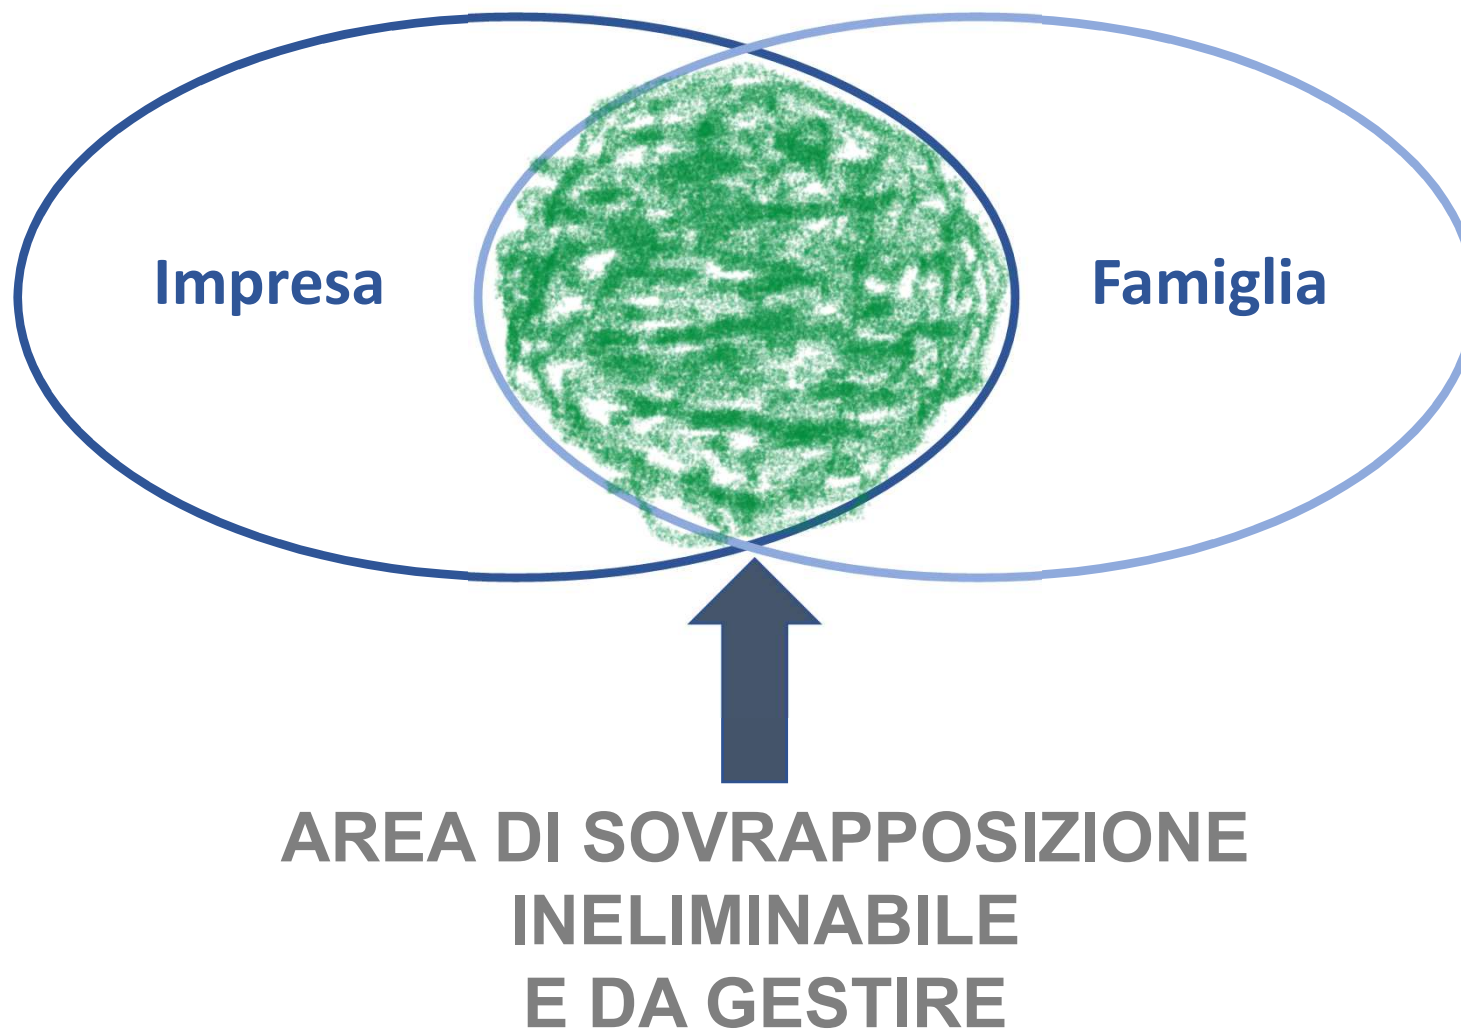 Impresa
Famiglia
AREA DI SOVRAPPOSIZIONE
INELIMINABILE
E DA GESTIRE